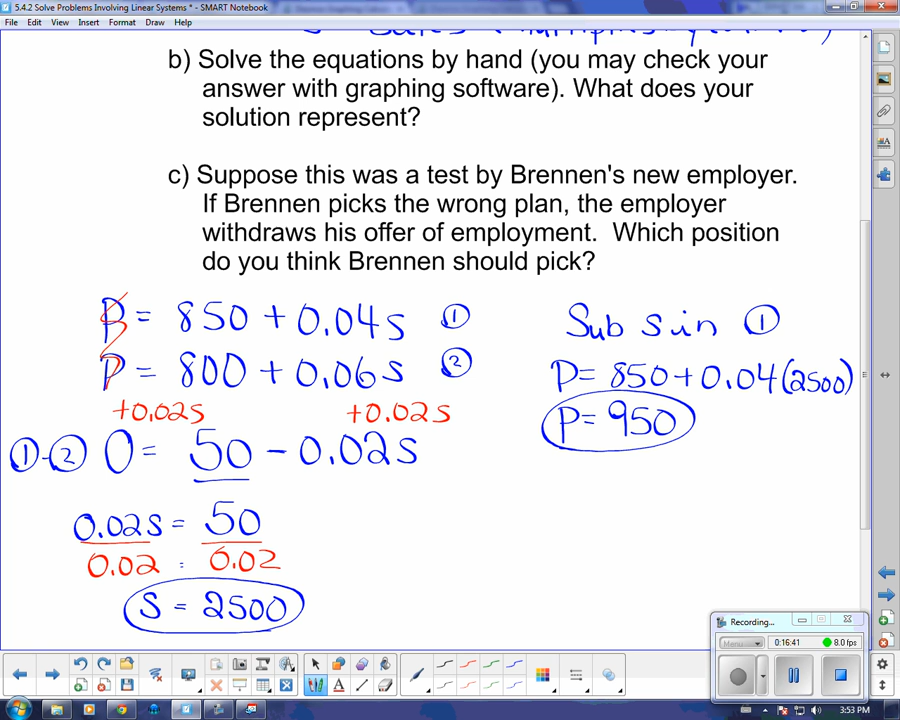 5.4.2 Solve Problems Involving Linear Systems * - SMART Notebook
File Edit View Insert Format Draw Help
b) Solve the equations by hand (you may check your
answer with graphing software). What does your
solution represent?
c) Suppose this was a test by Brennen's new employer.
If Brennen picks the wrong plan, the employer
withdraws his offer of employment. Which position
do you think Brennen should pick?
P = 850 + 0.04s ①
P = 800 + 0.06s ②
+0.02s +0.02s
①-② 0 = 50 - 0.02s
0.02s = 50
0.02 : 0.02
s = 2500
Sub s in ①
P = 850 + 0.04(2500)
P = 950
Recording...
Menu
0:16:41
8.0 fps
3:53 PM